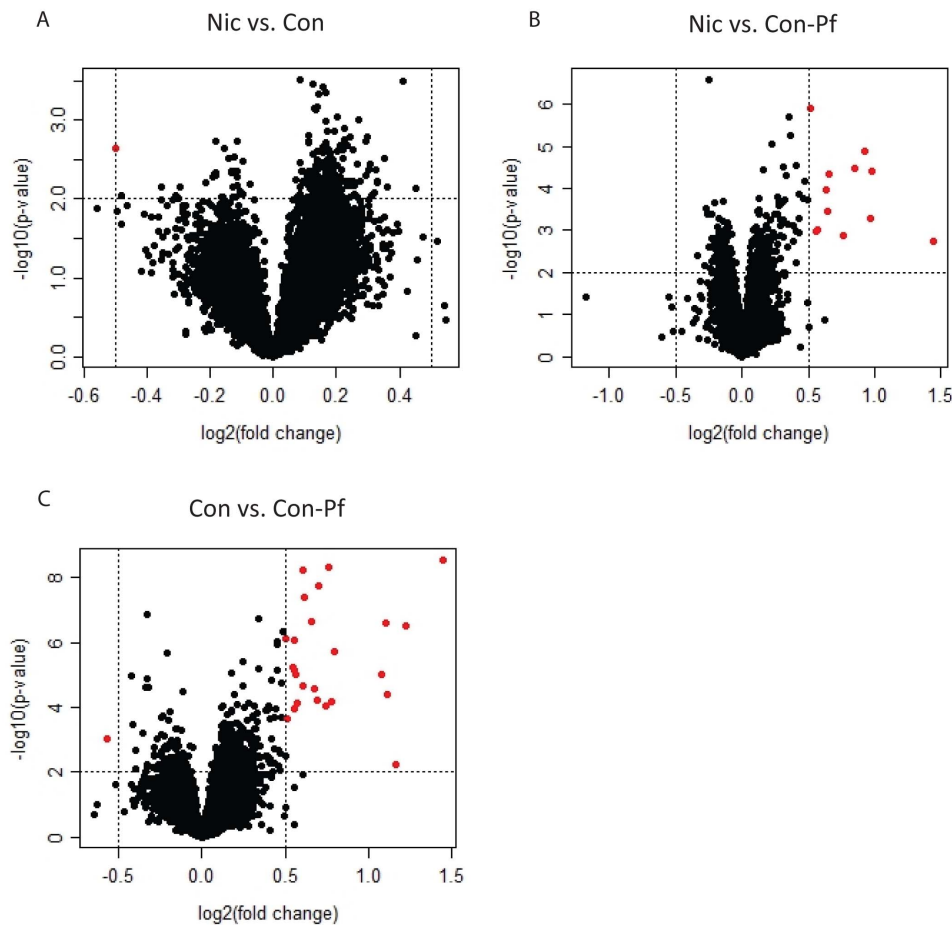 A
Nic vs. Con
-log10(p-value)
3.0
2.0
1.0
0.0
-0.6 -0.4 -0.2 0.0 0.2 0.4
log2(fold change)
B
Nic vs. Con-Pf
-log10(p-value)
6
5
4
3
2
1
0
-1.0 -0.5 0.0 0.5 1.0 1.5
log2(fold change)
C
Con vs. Con-Pf
-log10(p-value)
8
6
4
2
0
-0.5 0.0 0.5 1.0 1.5
log2(fold change)